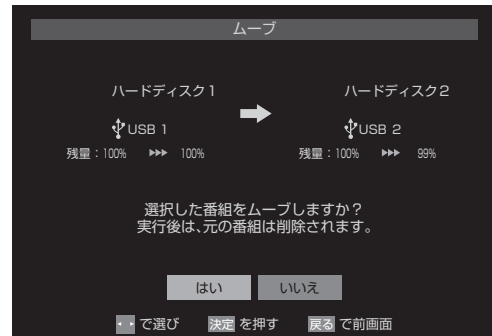 ムーブ
ハードディスク1 ハードディスク2
USB 1 USB 2
残量：100% ▶▶▶ 100% 残量：100% ▶▶▶ 99%
選択した番組をムーブしますか？
実行後は、元の番組は削除されます。
はい いいえ
で選び 決定 を押す 戻る で前画面